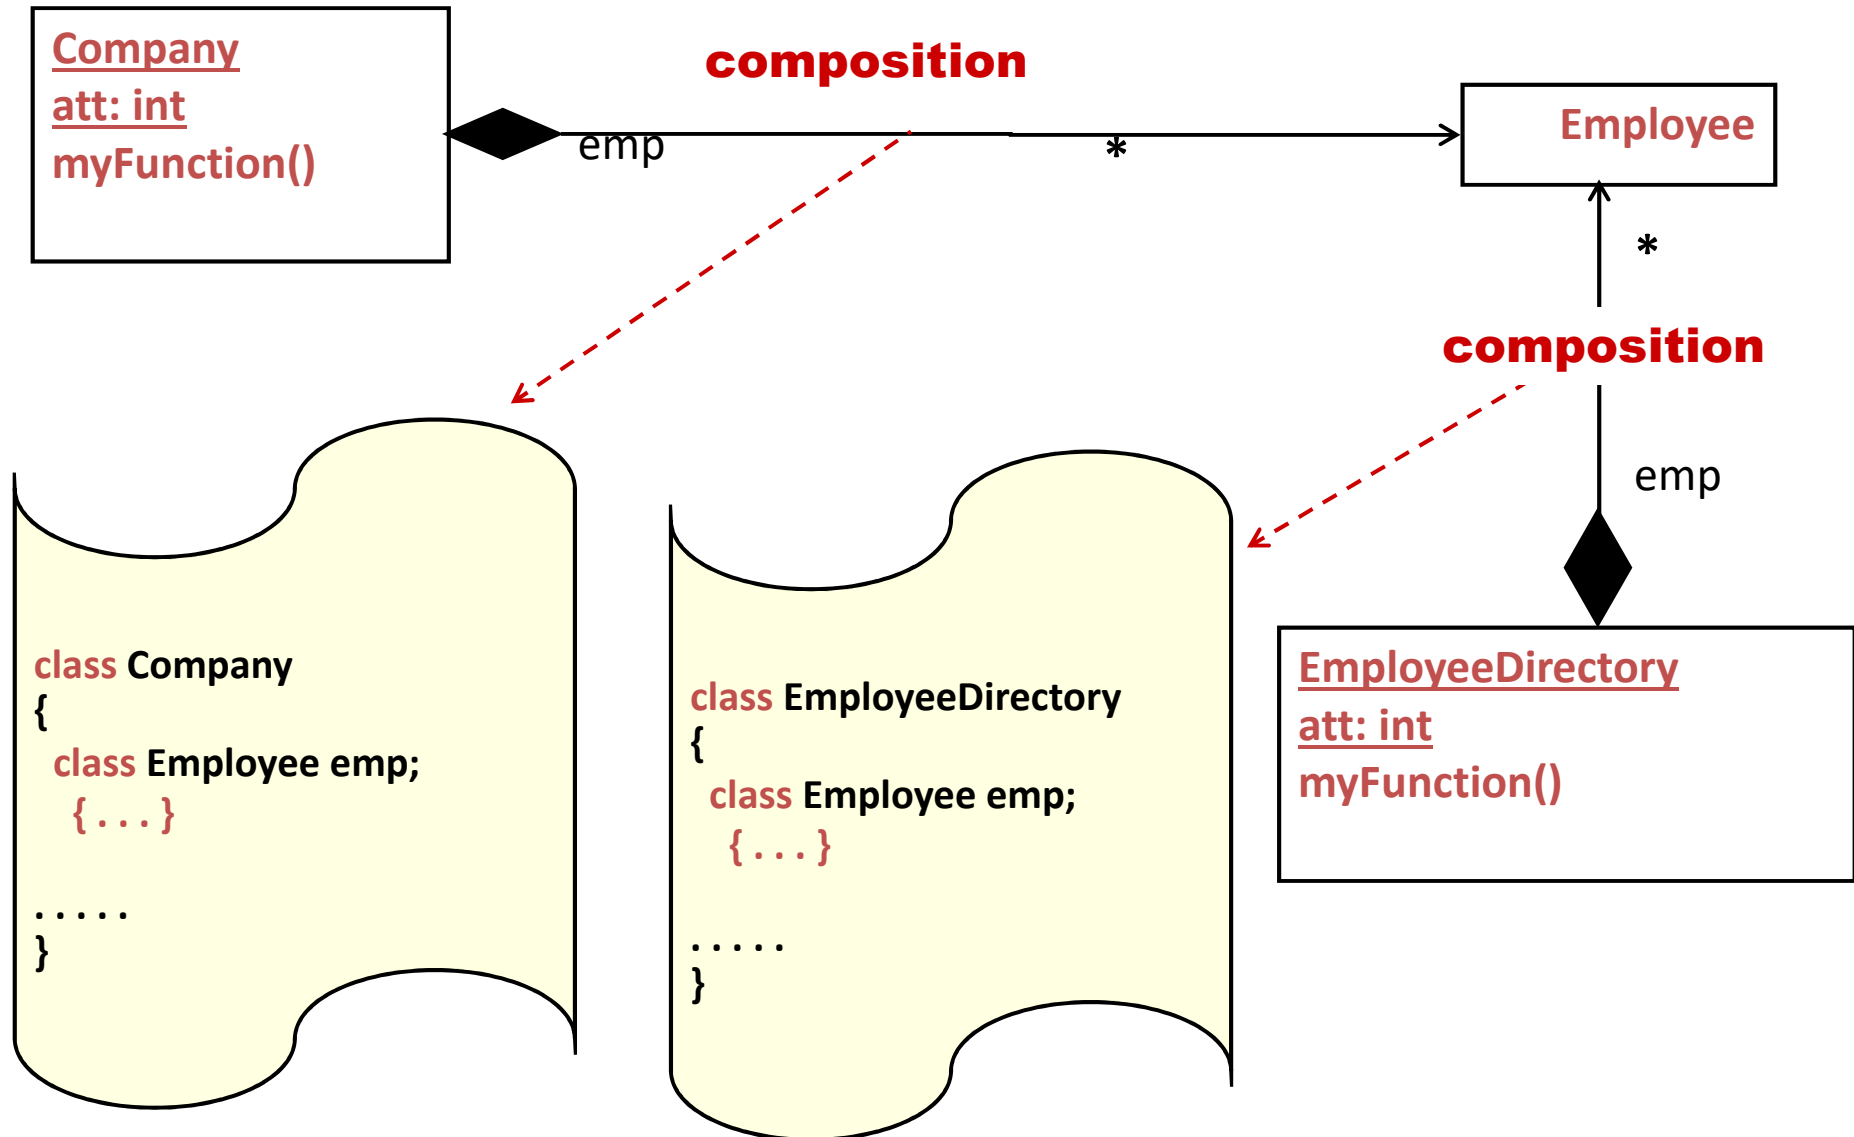 Company
att: int
myFunction()
composition
emp
*
Employee
*
composition
emp
class Company
{
class Employee emp;
{ . . . }
. . . . .
}
class EmployeeDirectory
{
class Employee emp;
{ . . . }
. . . . .
}
EmployeeDirectory
att: int
myFunction()